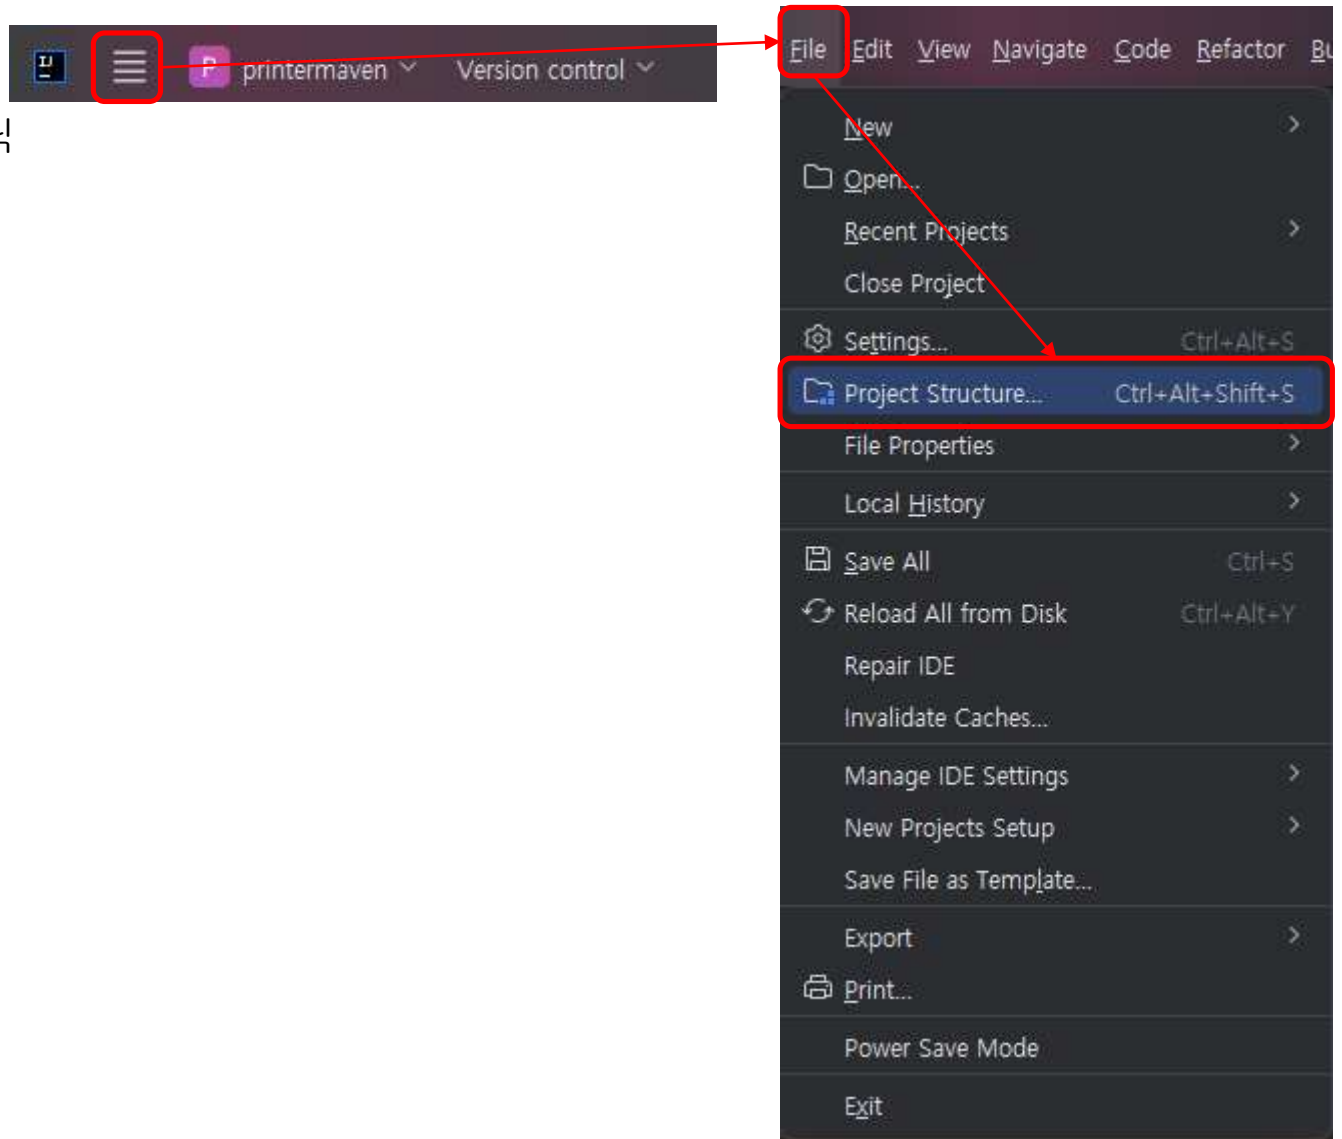 IJ
P printermaven Version control
File Edit View Navigate Code Refactor
New
Open...
Recent Projects
Close Project
Settings... Ctrl+Alt+S
Project Structure... Ctrl+Alt+Shift+S
File Properties
Local History
Save All Ctrl+S
Reload All from Disk Ctrl+Alt+Y
Repair IDE
Invalidate Caches...
Manage IDE Settings
New Projects Setup
Save File as Template...
Export
Print...
Power Save Mode
Exit